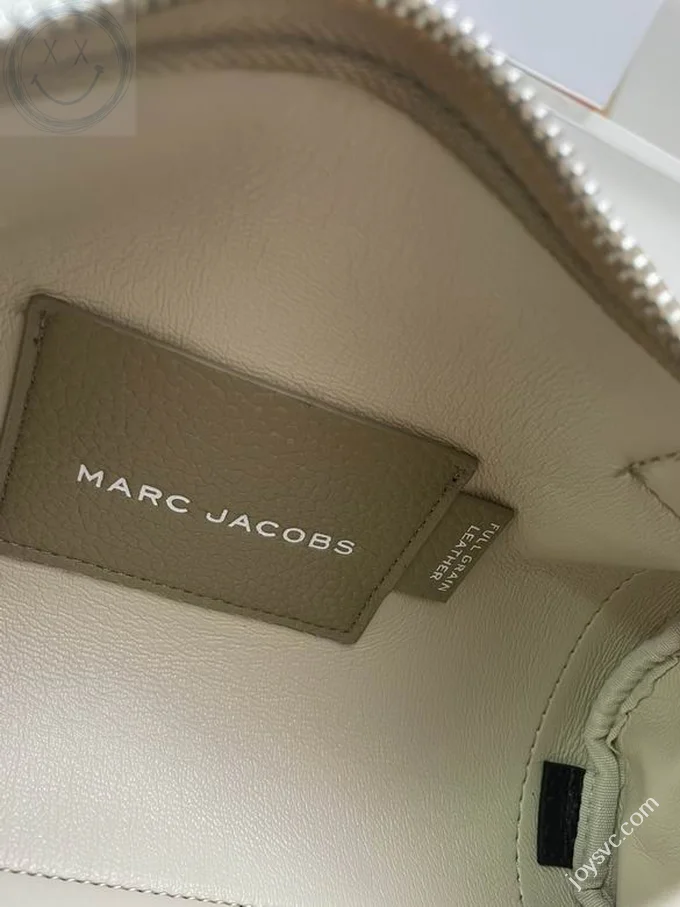 MARC JACOBS
FULL GRAIN
LEATHER
joysvc.com